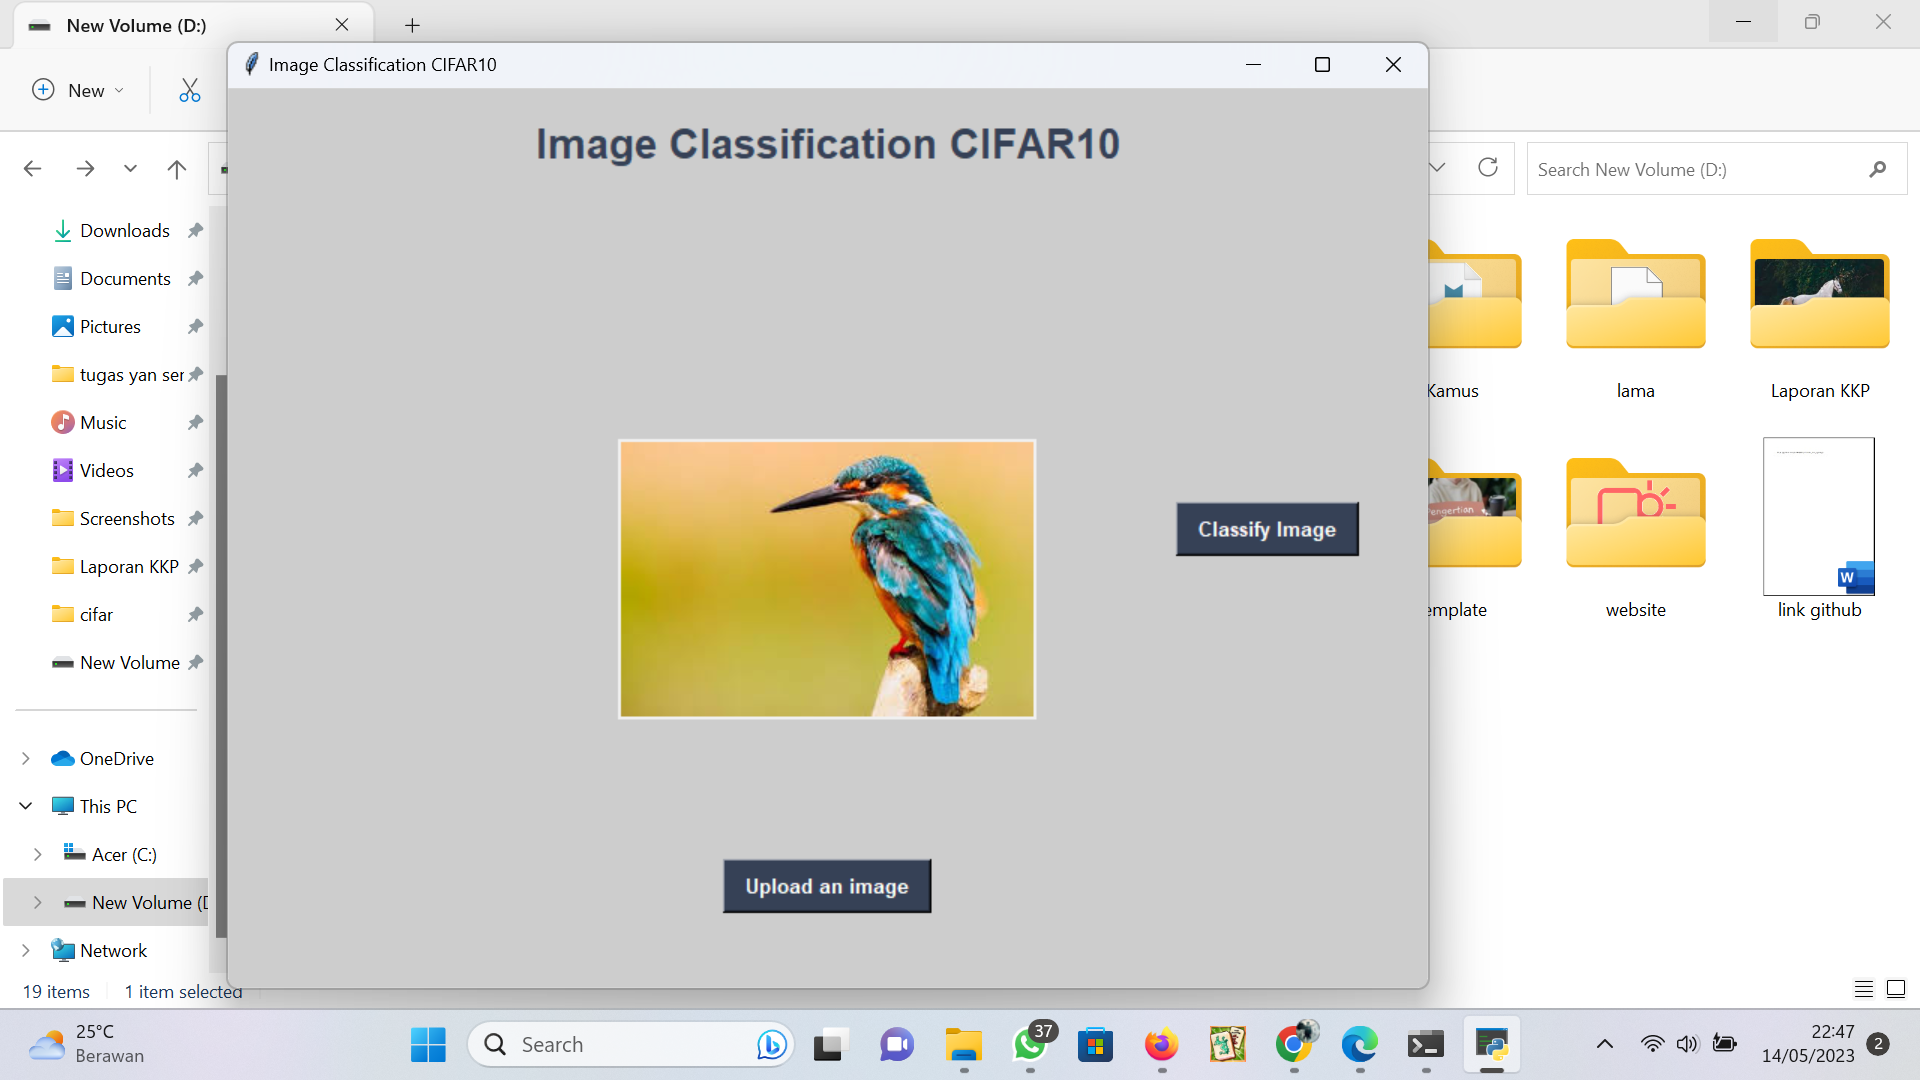 New Volume (D:)
Image Classification CIFAR10
New
Image Classification CIFAR10
Search New Volume (D:)
Downloads
Documents
Pictures
tugas yan ser
Music
Videos
Screenshots
Laporan KKP
cifar
New Volume
OneDrive
This PC
Acer (C:)
New Volume (D
Network
19 items 1 item selected
Classify Image
Upload an image
Kamus
lama
Laporan KKP
Pengertian
emplate
website
W
link github
25°C
Berawan
Search
37
22:47
14/05/2023
2